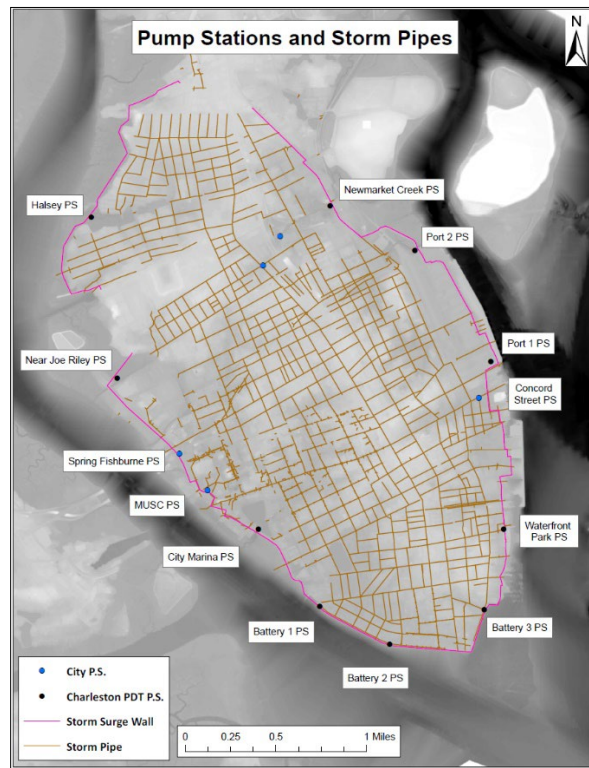 Pump Stations and Storm Pipes
N
Newmarket Creek PS
Halsey PS
Port 2 PS
Port 1 PS
Near Joe Riley PS
Concord
Street PS
Spring Fishburne PS
MUSC PS
City Marina PS
Waterfront
Park PS
Battery 1 PS
Battery 3 PS
Battery 2 PS
City P.S.
Charleston PDT P.S.
Storm Surge Wall
Storm Pipe
0 0.25 0.5 1 Miles